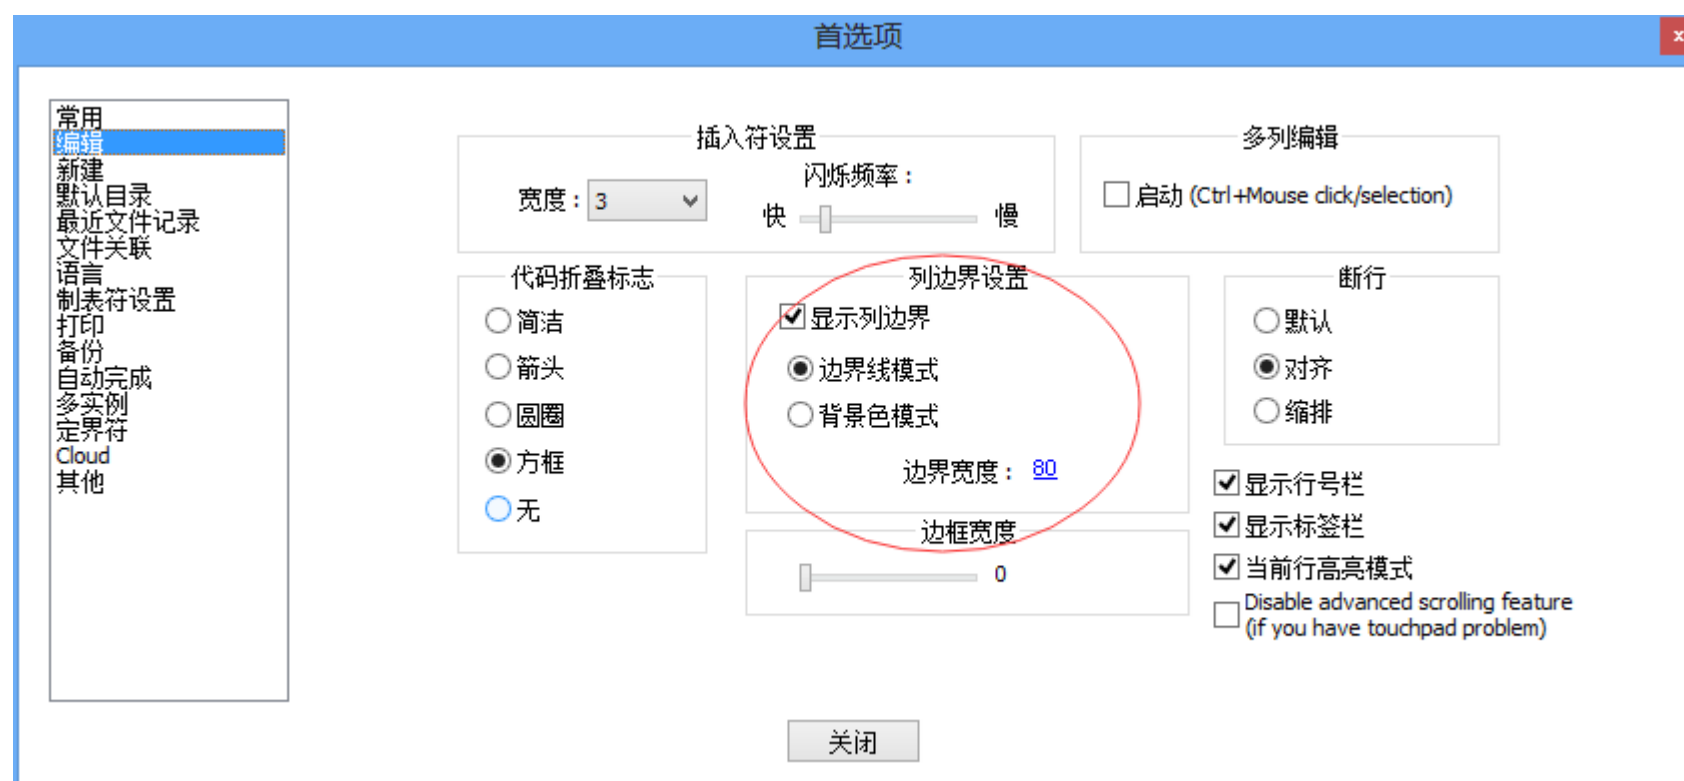 首选项
x
常用
编辑
新建
默认目录
最近文件记录
文件关联
语言
制表符设置
打印
备份
自动完成
多实例
定界符
Cloud
其他
插入符设置
宽度： 3
闪烁频率：
快 慢
多列编辑
启动 (Ctrl+Mouse click/selection)
代码折叠标志
简洁
箭头
圆圈
方框
无
列边界设置
显示列边界
边界线模式
背景色模式
边界宽度： 80
边框宽度
0
断行
默认
对齐
缩排
显示行号栏
显示标签栏
当前行高亮模式
Disable advanced scrolling feature
(if you have touchpad problem)
关闭